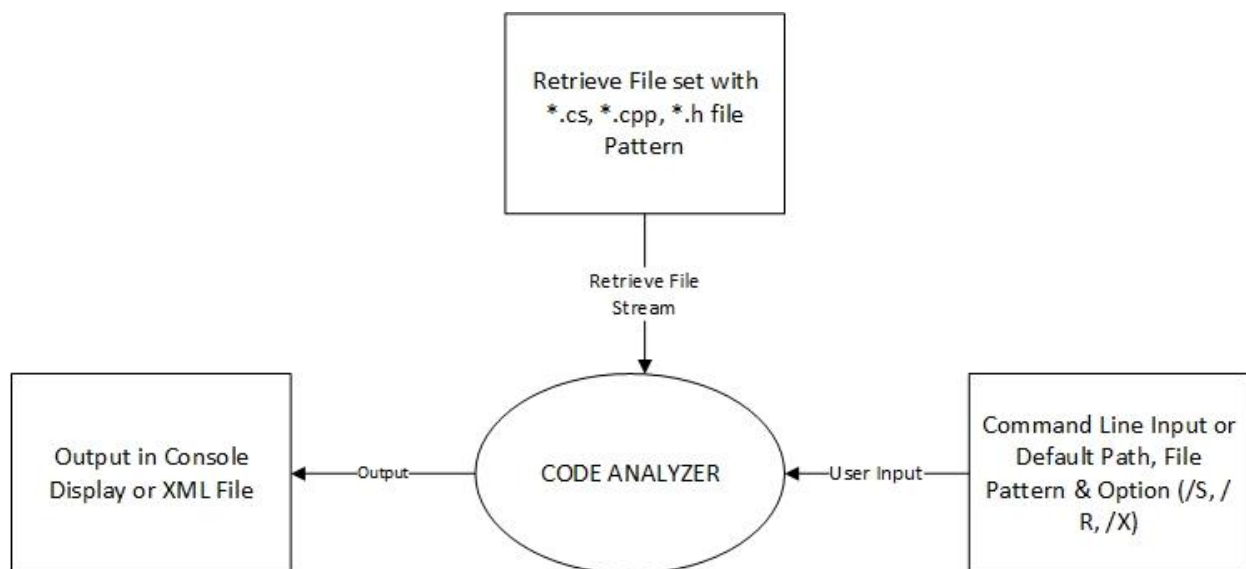 Retrieve File set with
*.cs, *.cpp, *.h file
Pattern
Retrieve File
Stream
Output in Console
Display or XML File
Output
CODE ANALYZER
User Input
Command Line Input or
Default Path, File
Pattern & Option (/S, /
R, /X)